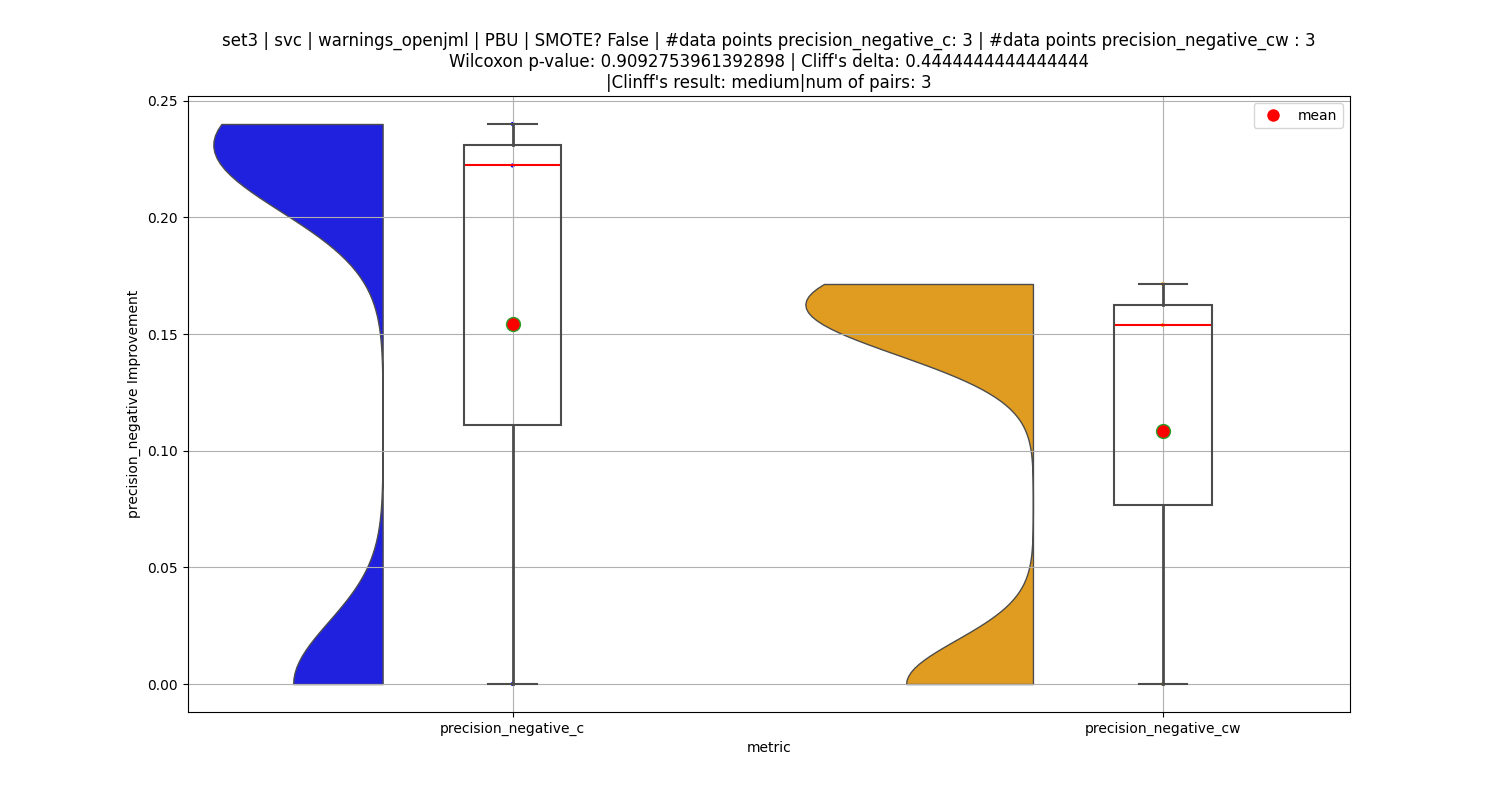 set3 | svc | warnings_openjml | PBU | SMOTE? False | #data points precision_negative_c: 3 | #data points precision_negative_cw : 3
Wilcoxon p-value: 0.9092753961392898 | Cliff's delta: 0.4444444444444444
|Clinff's result: medium|num of pairs: 3
mean
0.25
0.20
0.15
0.10
0.05
0.00
precision_negative Improvement
precision_negative_c
precision_negative_cw
metric